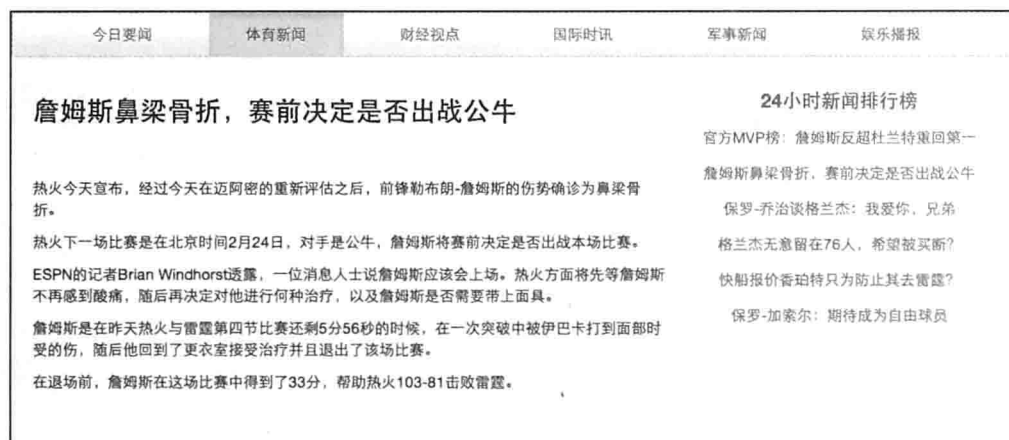 今日要闻 体育新闻 财经视点 国际时讯 军事新闻 娱乐播报
詹姆斯鼻梁骨折，赛前决定是否出战公牛
热火今天宣布，经过今天在迈阿密的重新评估之后，前锋勒布朗-詹姆斯的伤势确诊为鼻梁骨
折。
热火下一场比赛是在北京时间2月24日，对手是公牛，詹姆斯将赛前决定是否出战本场比赛。
ESPN的记者Brian Windhorst透露，一位消息人士说詹姆斯应该会上场。热火方面将先等詹姆斯
不再感到酸痛，随后再决定对他进行何种治疗，以及詹姆斯是否需要带上面具。
詹姆斯是在昨天热火与雷霆第四节比赛还剩5分56秒的时候，在一次突破中被伊巴卡打到面部时
受的伤，随后他回到了更衣室接受治疗并且退出了该场比赛。
在退场前，詹姆斯在这场比赛中得到了33分，帮助热火103-81击败雷霆。
24小时新闻排行榜
官方MVP榜：詹姆斯反超杜兰特重回第一
詹姆斯鼻梁骨折，赛前决定是否出战公牛
保罗-乔治谈格兰杰：我爱你，兄弟
格兰杰无意留在76人，希望被买断？
快船报价香珀特只为防止其去雷霆？
保罗-加索尔：期待成为自由球员